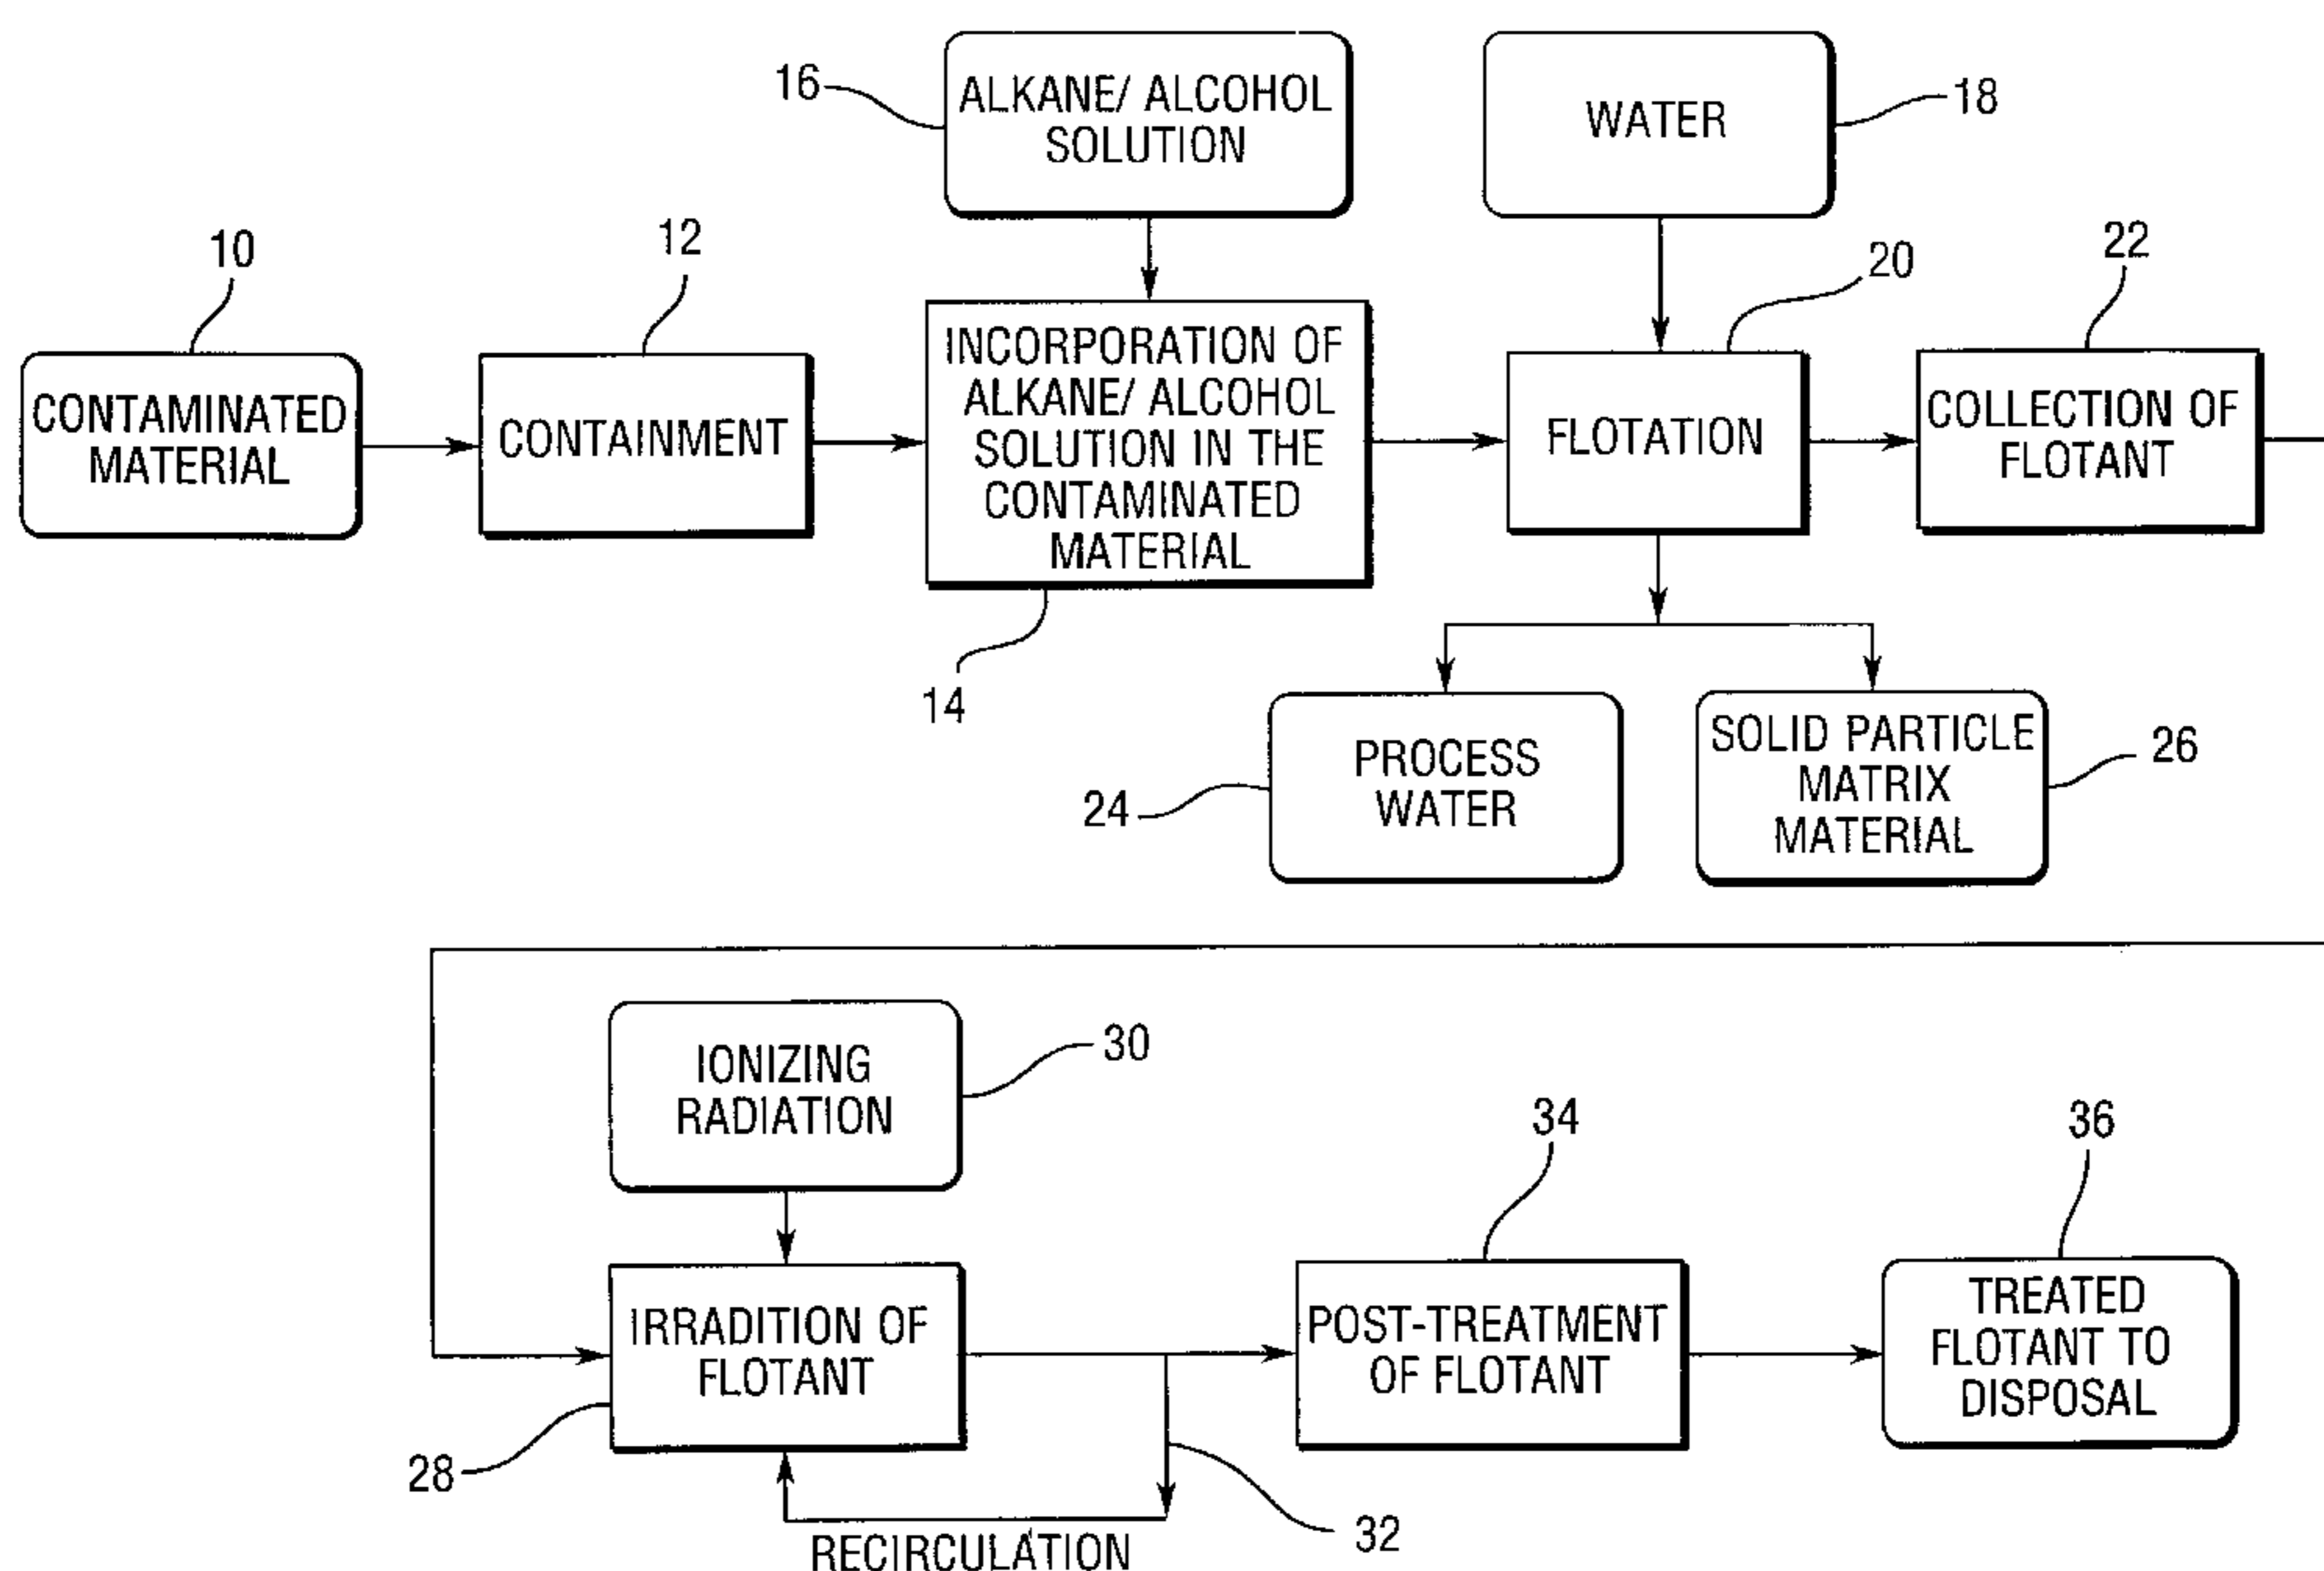 16
ALKANE/ ALCOHOL
SOLUTION
WATER
18
10
CONTAMINATED
MATERIAL
12
CONTAINMENT
INCORPORATION OF
ALKANE/ ALCOHOL
SOLUTION IN THE
CONTAMINATED
MATERIAL
14
20
FLOTATION
22
COLLECTION OF
FLOTANT
24
PROCESS
WATER
SOLID PARTICLE
MATRIX
MATERIAL
26
IONIZING
RADIATION
30
IRRADITION OF
FLOTANT
28
RECIRCULATION
32
34
POST-TREATMENT
OF FLOTANT
36
TREATED
FLOTANT TO
DISPOSAL